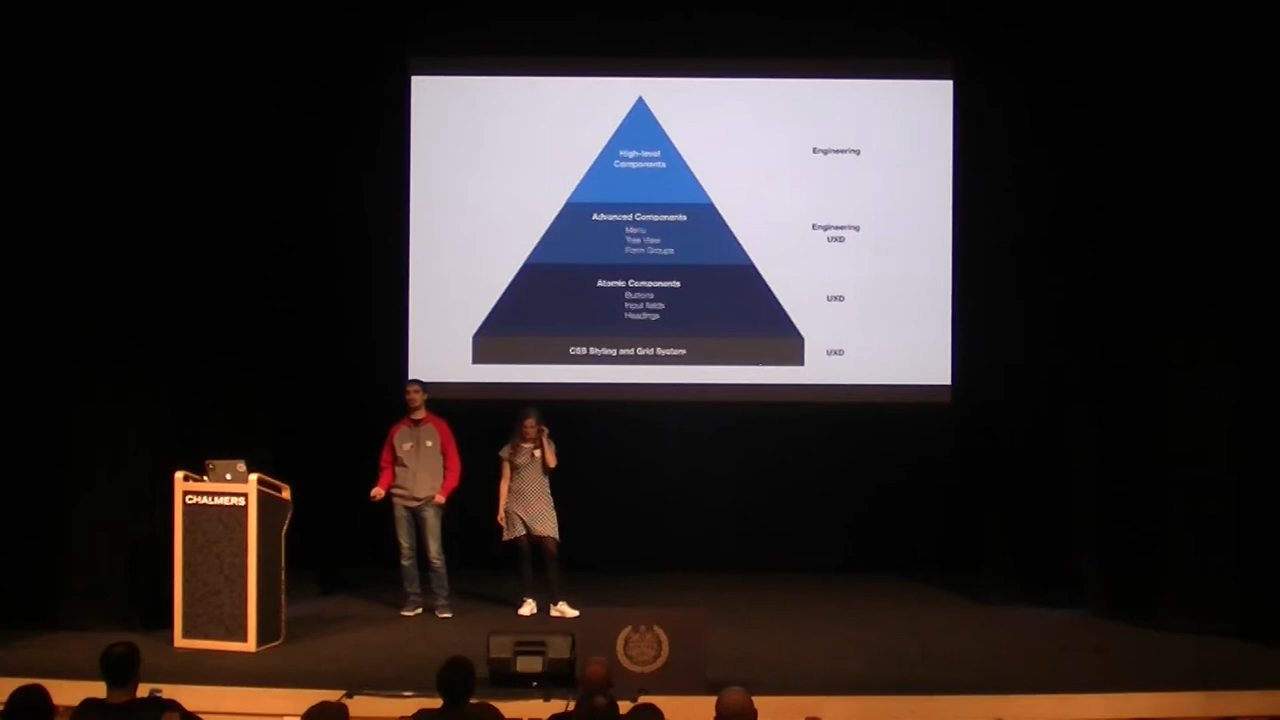 High-level
Components
Engineering
Advanced Components
Menu
Tree View
Form Groups
Engineering
UXD
Atomic Components
Buttons
Input fields
Headings
UXD
CSS Styling and Grid System
UXD
CHALMERS